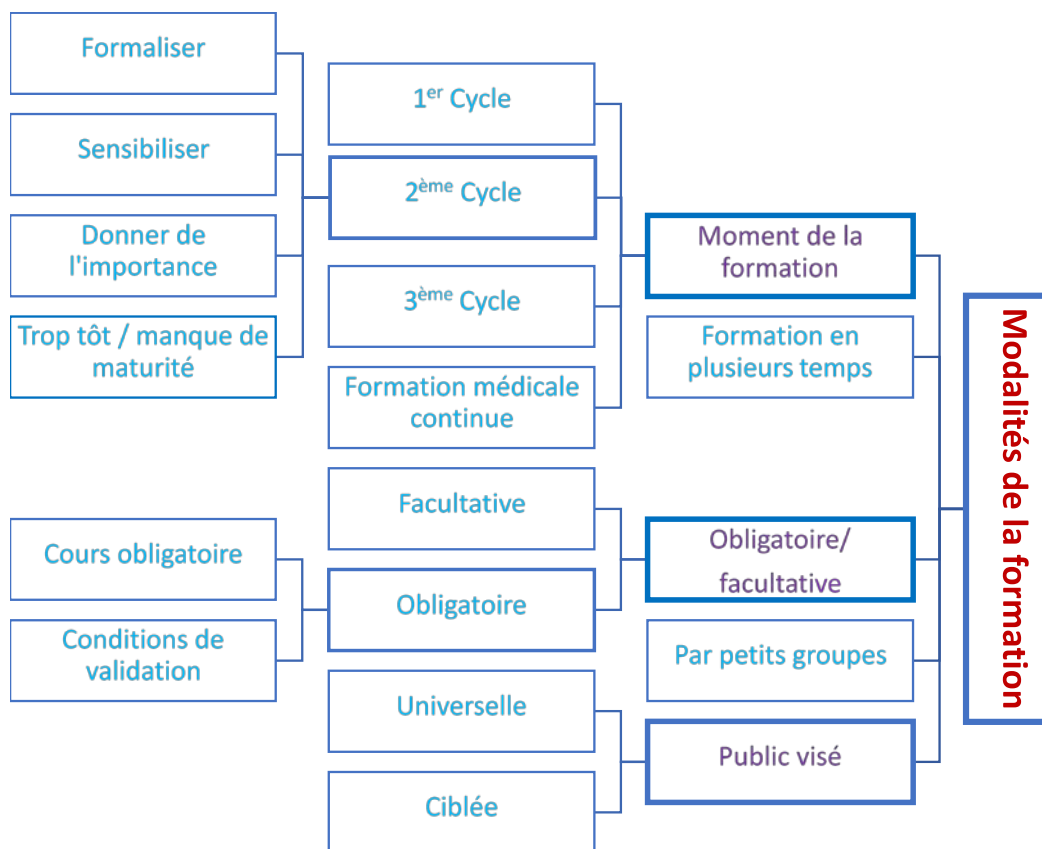 Formaliser
Sensibiliser
Donner de
l'importance
Trop tôt / manque de
maturité
Cours obligatoire
Conditions de
validation
1er Cycle
2ème Cycle
3ème Cycle
Formation médicale
continue
Facultative
Obligatoire
Universelle
Ciblée
Moment de la
formation
Formation en
plusieurs temps
Obligatoire/
facultative
Par petits groupes
Public visé
Modalités de la formation